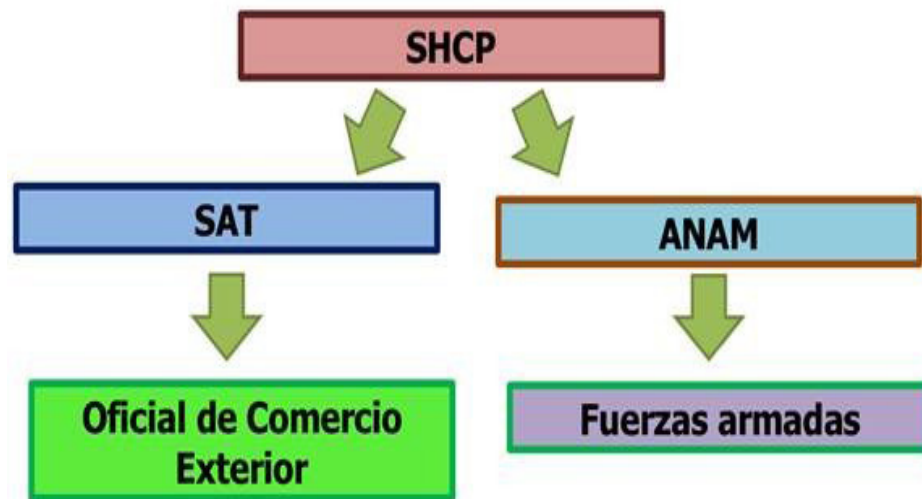 SHCP
SAT
ANAM
Oficial de Comercio
Exterior
Fuerzas armadas